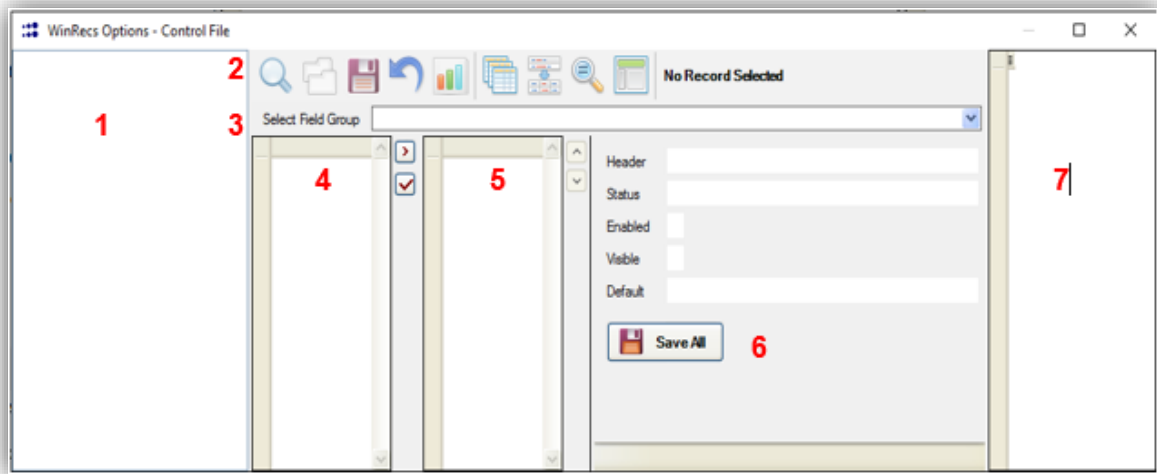 WinRecs Options - Control File
1
2
No Record Selected
3
Select Field Group
4
5
Header
Status
Enabled
Visible
Default
Save All
6
7